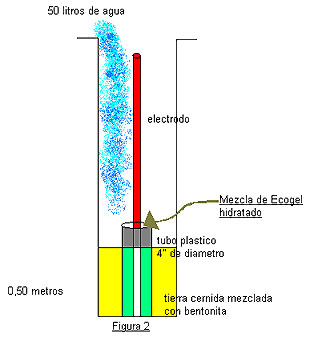 50 litros de agua
electrodo
Mezcla de Ecogel
hidratado
tubo plastico
4" de diametro
0,50 metros
tierra cernida mezclada
con bentonita
Figura 2